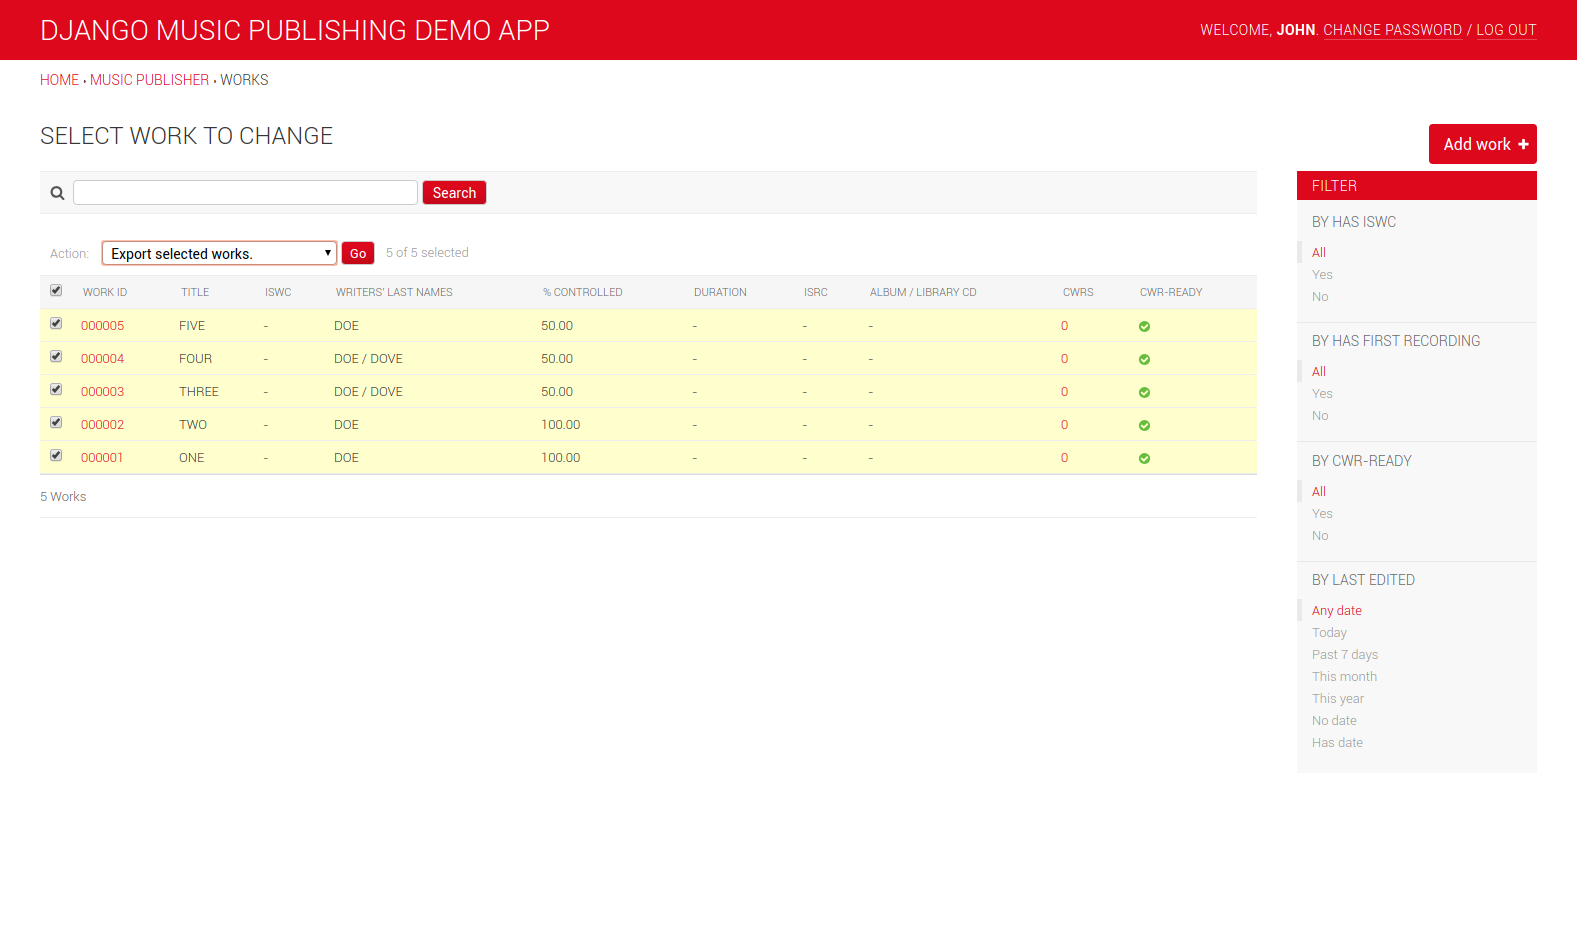 DJANGO MUSIC PUBLISHING DEMO APP
WELCOME, JOHN. CHANGE PASSWORD / LOG OUT
HOME › MUSIC PUBLISHER › WORKS
SELECT WORK TO CHANGE
Add work +
Search
Action: Export selected works. Go 5 of 5 selected
WORK ID TITLE ISWC WRITERS' LAST NAMES % CONTROLLED DURATION ISRC ALBUM / LIBRARY CD CWRS CWR-READY
000005 FIVE - DOE 50.00 - - - 0
000004 FOUR - DOE / DOVE 50.00 - - - 0
000003 THREE - DOE / DOVE 50.00 - - - 0
000002 TWO - DOE 100.00 - - - 0
000001 ONE - DOE 100.00 - - - 0
5 Works
FILTER
BY HAS ISWC
All
Yes
No
BY HAS FIRST RECORDING
All
Yes
No
BY CWR-READY
All
Yes
No
BY LAST EDITED
Any date
Today
Past 7 days
This month
This year
No date
Has date